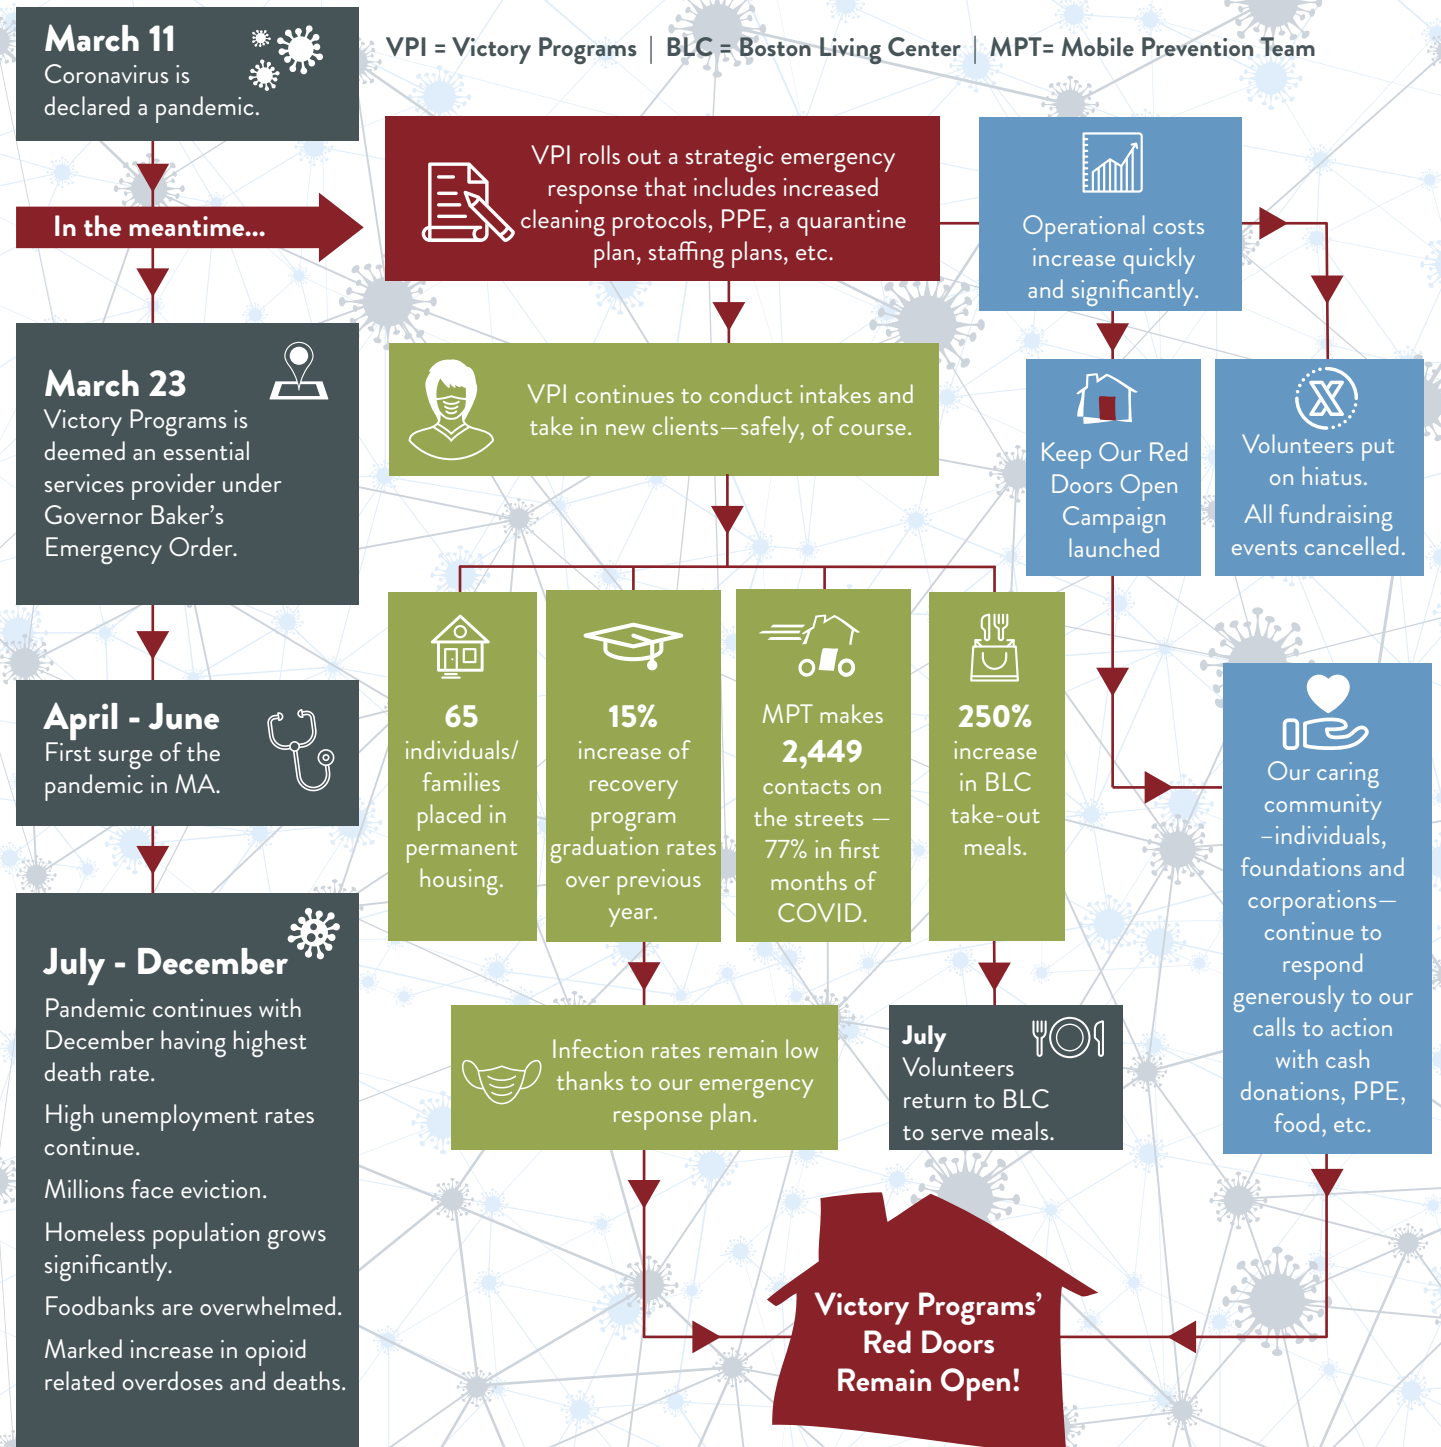 VPI = Victory Programs | BLC = Boston Living Center | MPT= Mobile Prevention Team
March 11
Coronavirus is
declared a pandemic.
In the meantime...
March 23
Victory Programs is
deemed an essential
services provider under
Governor Baker's
Emergency Order.
April - June
First surge of the
pandemic in MA.
July - December
Pandemic continues with
December having highest
death rate.
High unemployment rates
continue.
Millions face eviction.
Homeless population grows
significantly.
Foodbanks are overwhelmed.
Marked increase in opioid
related overdoses and deaths.
VPI rolls out a strategic emergency
response that includes increased
cleaning protocols, PPE, a quarantine
plan, staffing plans, etc.
VPI continues to conduct intakes and
take in new clients—safely, of course.
65
individuals/
families
placed in
permanent
housing.
15%
increase of
recovery
program
graduation rates
over previous
year.
MPT makes
2,449
contacts on
the streets —
77% in first
months of
COVID.
250%
increase
in BLC
take-out
meals.
Infection rates remain low
thanks to our emergency
response plan.
July
Volunteers
return to BLC
to serve meals.
Operational costs
increase quickly
and significantly.
Keep Our Red
Doors Open
Campaign
launched
X
Volunteers put
on hiatus.
All fundraising
events cancelled.
Our caring
community
–individuals,
foundations and
corporations—
continue to
respond
generously to our
calls to action
with cash
donations, PPE,
food, etc.
Victory Programs'
Red Doors
Remain Open!